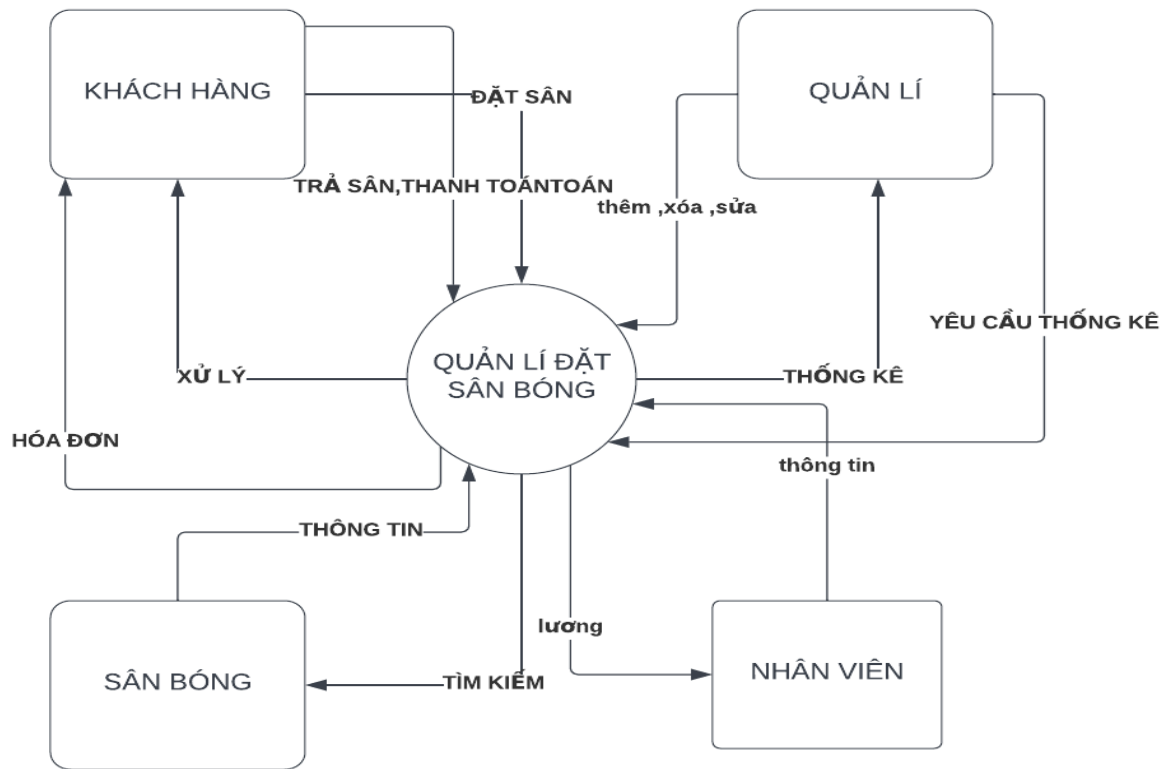 KHÁCH HÀNG
QUẢN LÍ
ĐẶT SÂN
TRẢ SÂN,THANH TOÁNTOÁN
thêm ,xóa ,sửa
YÊU CẦU THỐNG KÊ
QUẢN LÍ ĐẶT
SÂN BÓNG
XỬ LÝ
THỐNG KÊ
HÓA ĐƠN
thông tin
THÔNG TIN
lương
SÂN BÓNG
TÌM KIẾM
NHÂN VIÊN